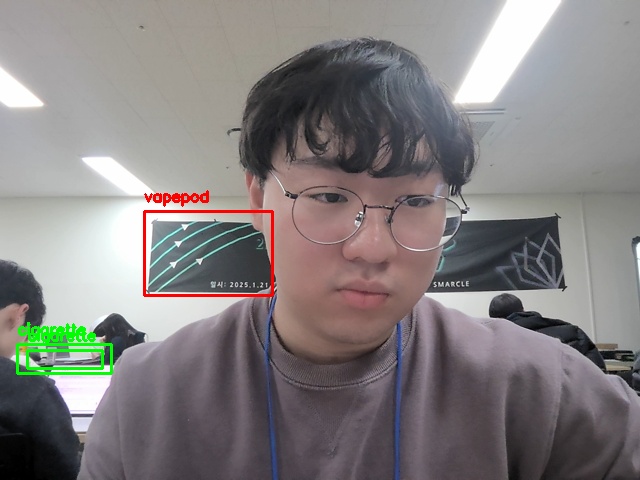 vapepod
일시: 2025.1.21
SMARCLE
cigarette
cigarette